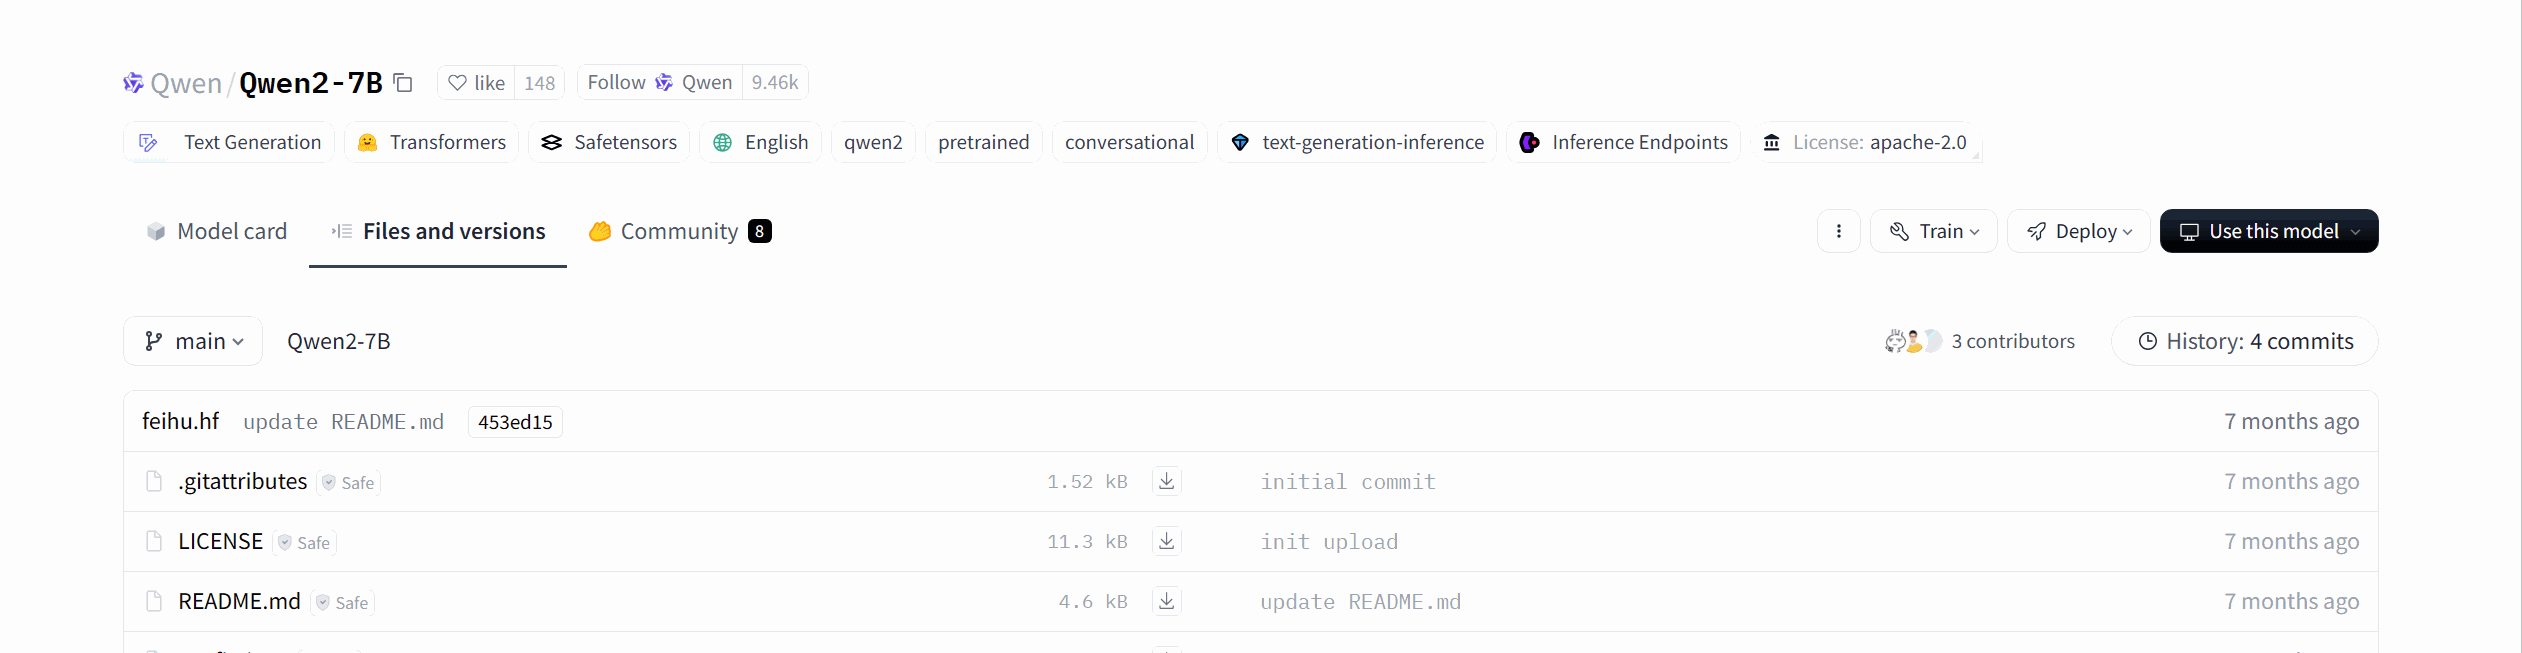 Qwen/Qwen2-7B like 148 Follow Qwen 9.46k
Text Generation Transformers Safetensors English qwen2 pretrained conversational text-generation-inference Inference Endpoints License: apache-2.0
Model card Files and versions Community 8 Train Deploy Use this model
main Qwen2-7B 3 contributors History: 4 commits
feihu.hf update README.md 453ed15 7 months ago
.gitattributes Safe 1.52 kB initial commit 7 months ago
LICENSE Safe 11.3 kB init upload 7 months ago
README.md Safe 4.6 kB update README.md 7 months ago